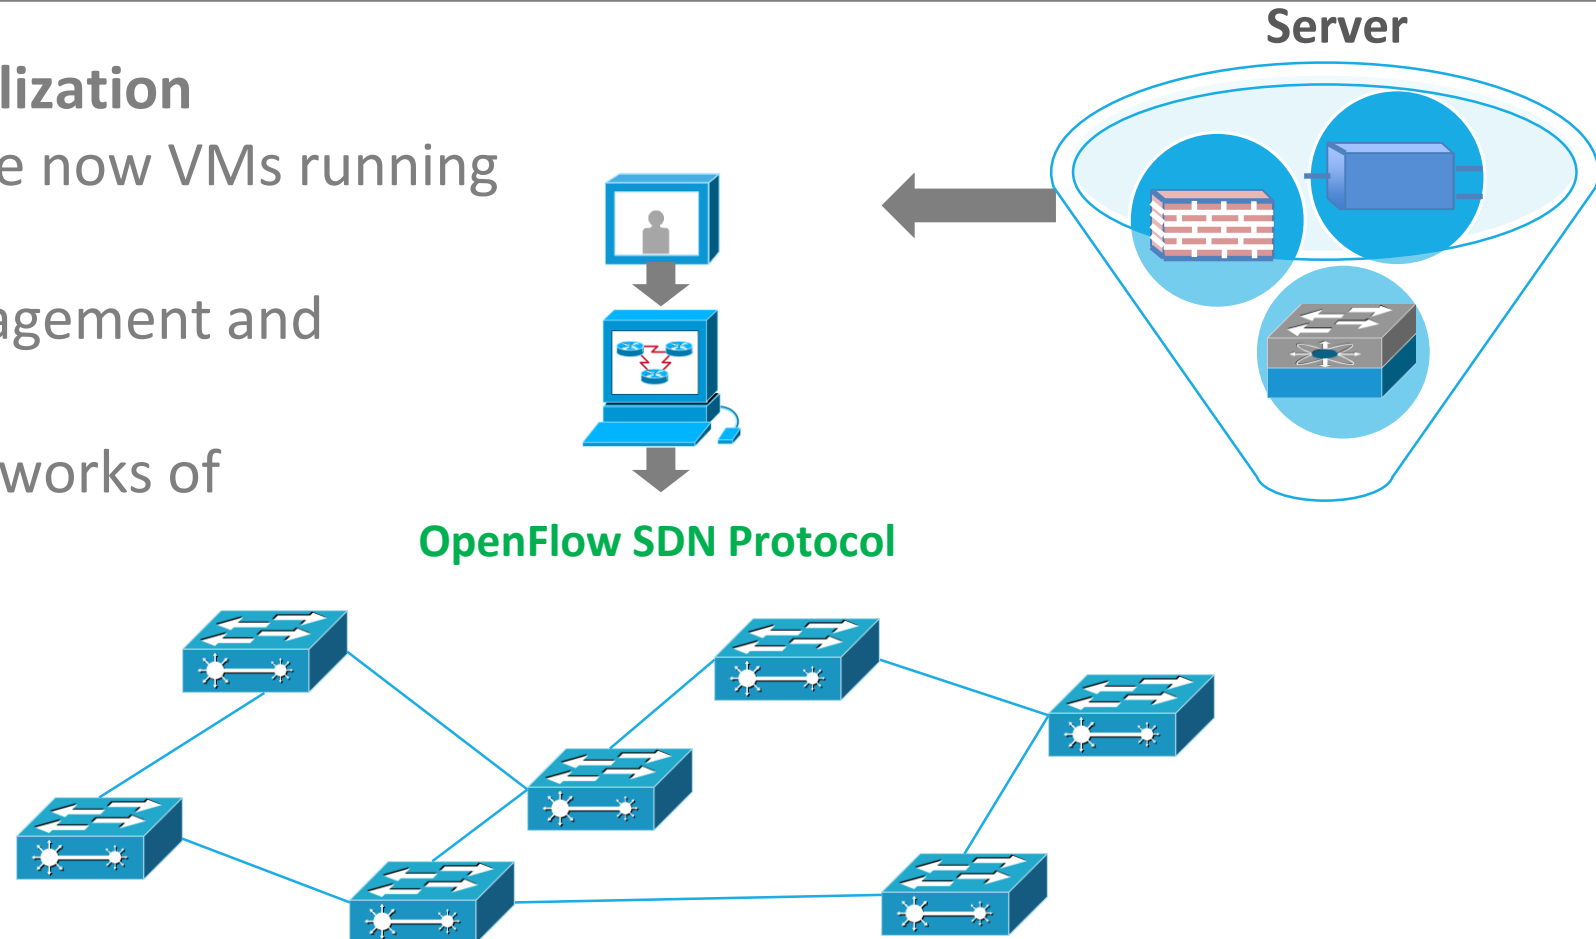 Server
lization
e now VMs running
agement and
works of
OpenFlow SDN Protocol